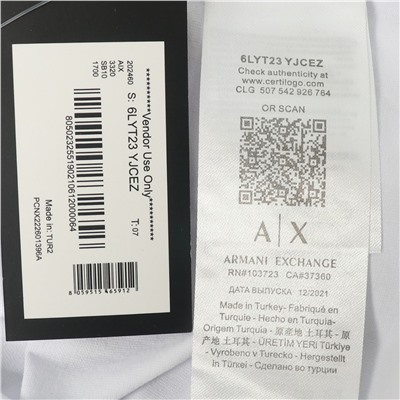 **********Vendor Use Only**********
202460
S: 6LYT23 YJCEZ
AIX
3320
SB10
1700
T: 07
805023255190210612000064
Made in: TUR2
PCNX222601396A
8 059515 465912
6LYT23 YJCEZ
Check authenticity at
www.certilogo.com
CLG 507 542 926 764
OR SCAN
A|X
ARMANI EXCHANGE
RN#103723 CA#37360
ДАТА ВЫПУСКА 12/2021
Made in Turkey- Fabriqué en
Turquie - Hecho en Turquía-
Origem Turquia - 原産地 土耳其 - 原
产地 土耳其- ÜRETİM YERİ Türkiye
- Vyrobeno v Turecko - Hergestellt
in Türkei - Сделано во турции